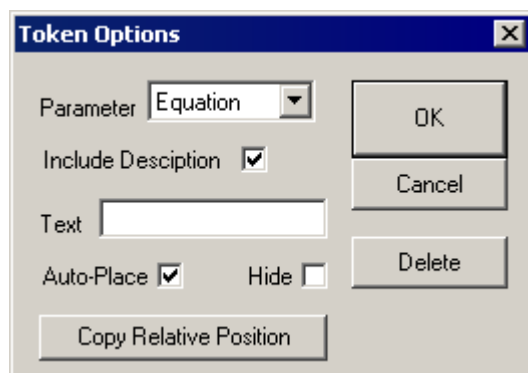 Token Options
Parameter Equation
OK
Include Desciption
Cancel
Text
Auto-Place Hide
Delete
Copy Relative Position